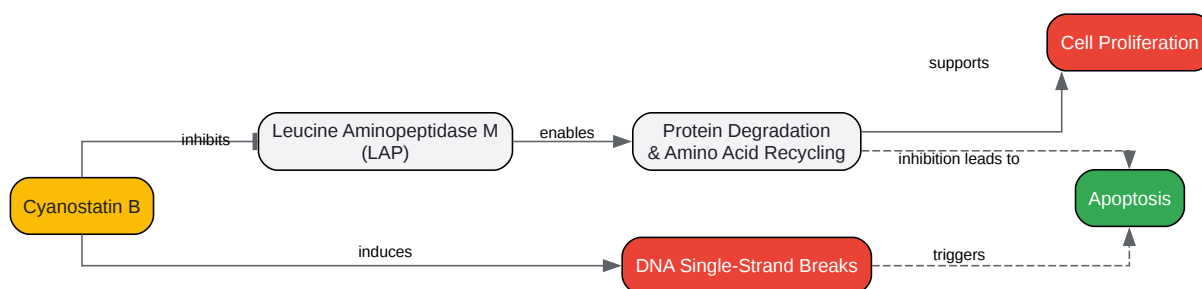 Cell Proliferation
supports
inhibits
Leucine Aminopeptidase M
(LAP)
enables
Protein Degradation
& Amino Acid Recycling
inhibition leads to
Cyanostatin B
Apoptosis
induces
DNA Single-Strand Breaks
triggers